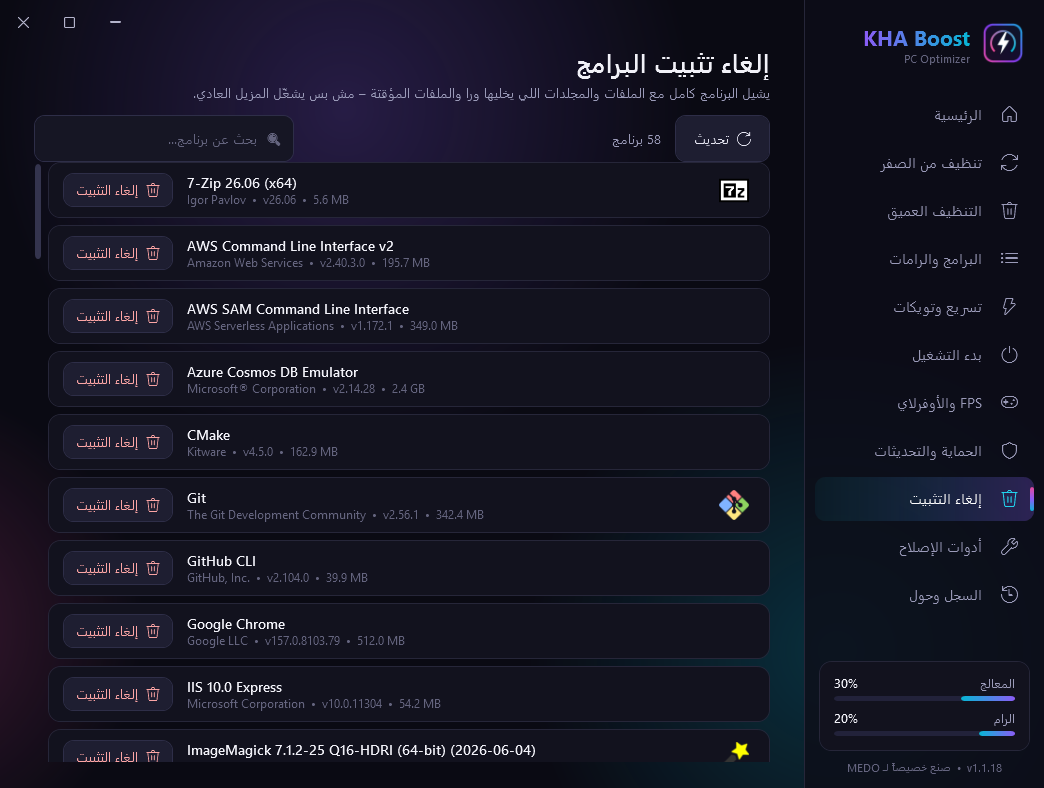 KHA Boost
PC Optimizer
الرئيسية
تنظيف من الصفر
التنظيف العميق
البرامج والرامات
تسريع وتويكات
بدء التشغيل
FPS والأوفرلاي
الحماية والتحديثات
إلغاء التثبيت
أدوات الإصلاح
السجل وحول
المعالج 30%
الرام 20%
صنع خصيصاً لـ MEDO • v1.1.18
إلغاء تثبيت البرامج
يشيل البرنامج كامل مع الملفات والمجلدات اللي يخليها ورا والملفات المؤقتة – مش بس يشغّل المزيل العادي.
تحديث
58 برنامج
بحث عن برنامج...
7-Zip 26.06 (x64)
Igor Pavlov • v26.06 • 5.6 MB
إلغاء التثبيت
AWS Command Line Interface v2
Amazon Web Services • v2.40.3.0 • 195.7 MB
إلغاء التثبيت
AWS SAM Command Line Interface
AWS Serverless Applications • v1.172.1 • 349.0 MB
إلغاء التثبيت
Azure Cosmos DB Emulator
Microsoft® Corporation • v2.14.28 • 2.4 GB
إلغاء التثبيت
CMake
Kitware • v4.5.0 • 162.9 MB
إلغاء التثبيت
Git
The Git Development Community • v2.56.1 • 342.4 MB
إلغاء التثبيت
GitHub CLI
GitHub, Inc. • v2.104.0 • 39.9 MB
إلغاء التثبيت
Google Chrome
Google LLC • v157.0.8103.79 • 512.0 MB
إلغاء التثبيت
IIS 10.0 Express
Microsoft Corporation • v10.0.11304 • 54.2 MB
إلغاء التثبيت
ImageMagick 7.1.2-25 Q16-HDRI (64-bit) (2026-06-04)
إلغاء التثبيت